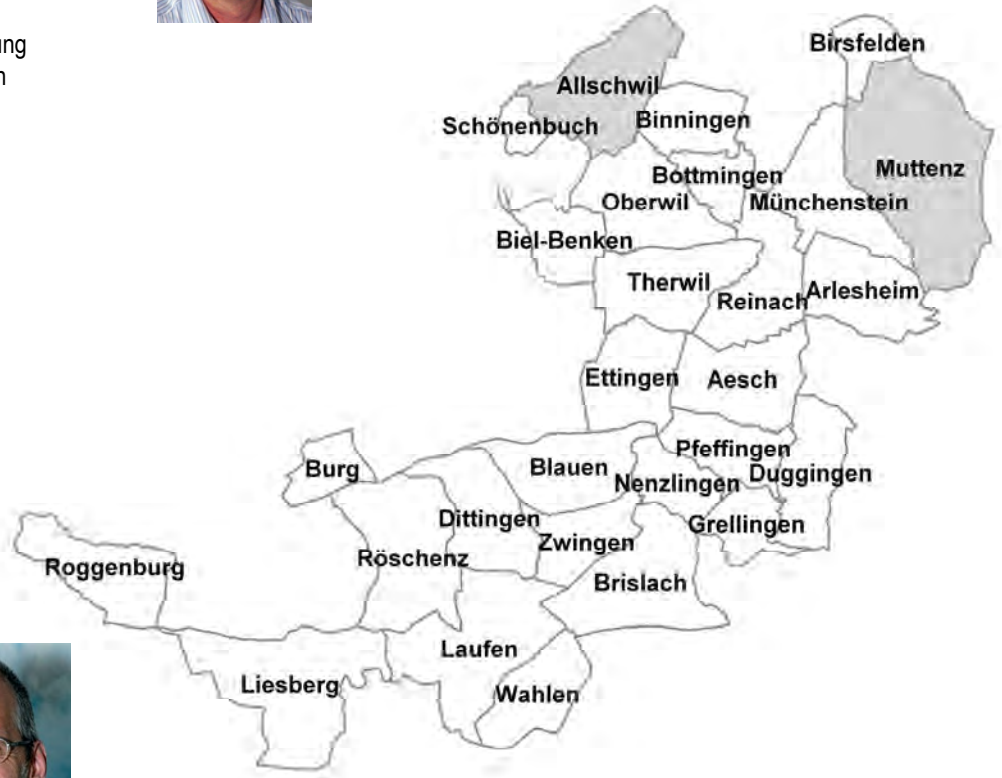 ung
n
Birsfelden
Allschwil
Binningen
Schönenbuch
Muttenz
Bottmingen
Oberwil
Münchenstein
Biel-Benken
Therwil
Reinach
Arlesheim
Ettingen
Aesch
Pfeffingen
Burg
Blauen
Duggingen
Nenzlingen
Dittingen
Grellingen
Zwingen
Röschenz
Roggenburg
Brislach
Laufen
Liesberg
Wahlen